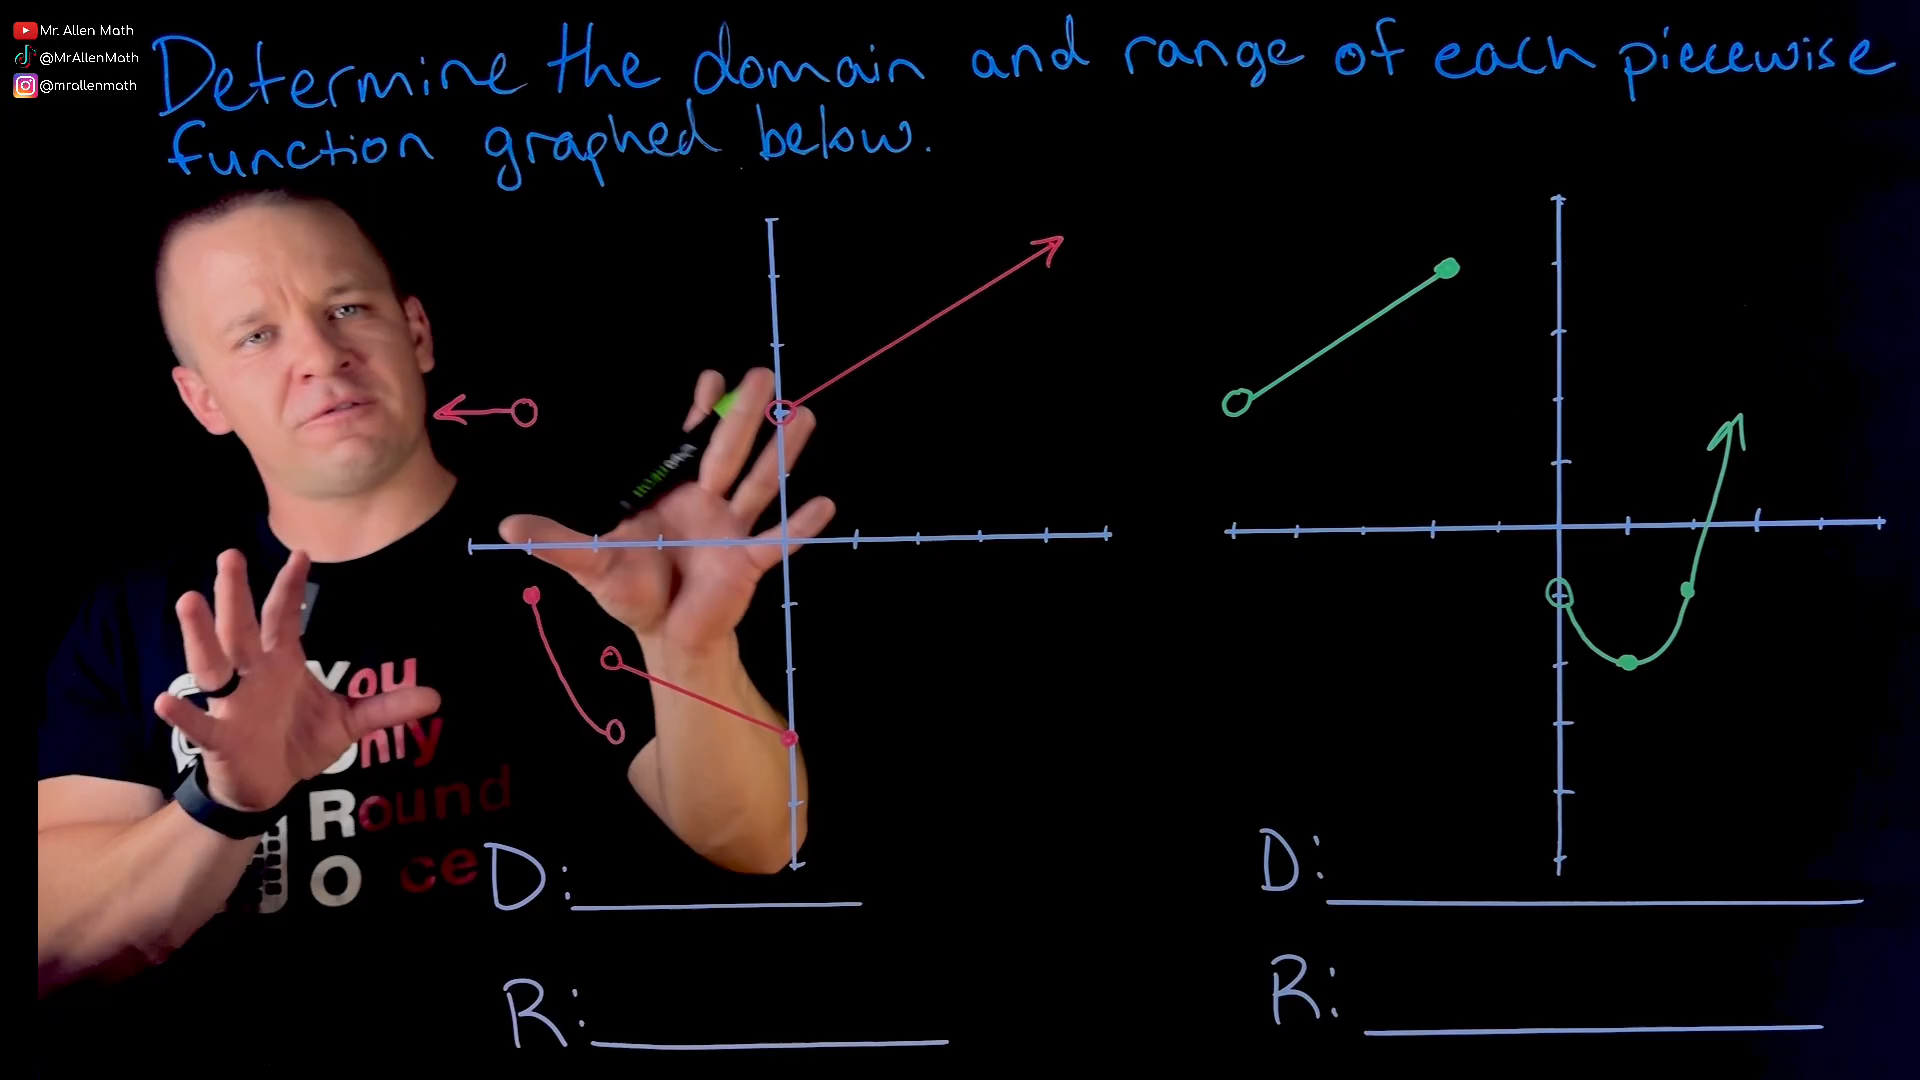 Mr. Allen Math
@MrAllenMath
@mrallenmath
Determine the domain and range of each piecewise
function graphed below.
You
Only
Round
O ce
D:
R:
D:
R: